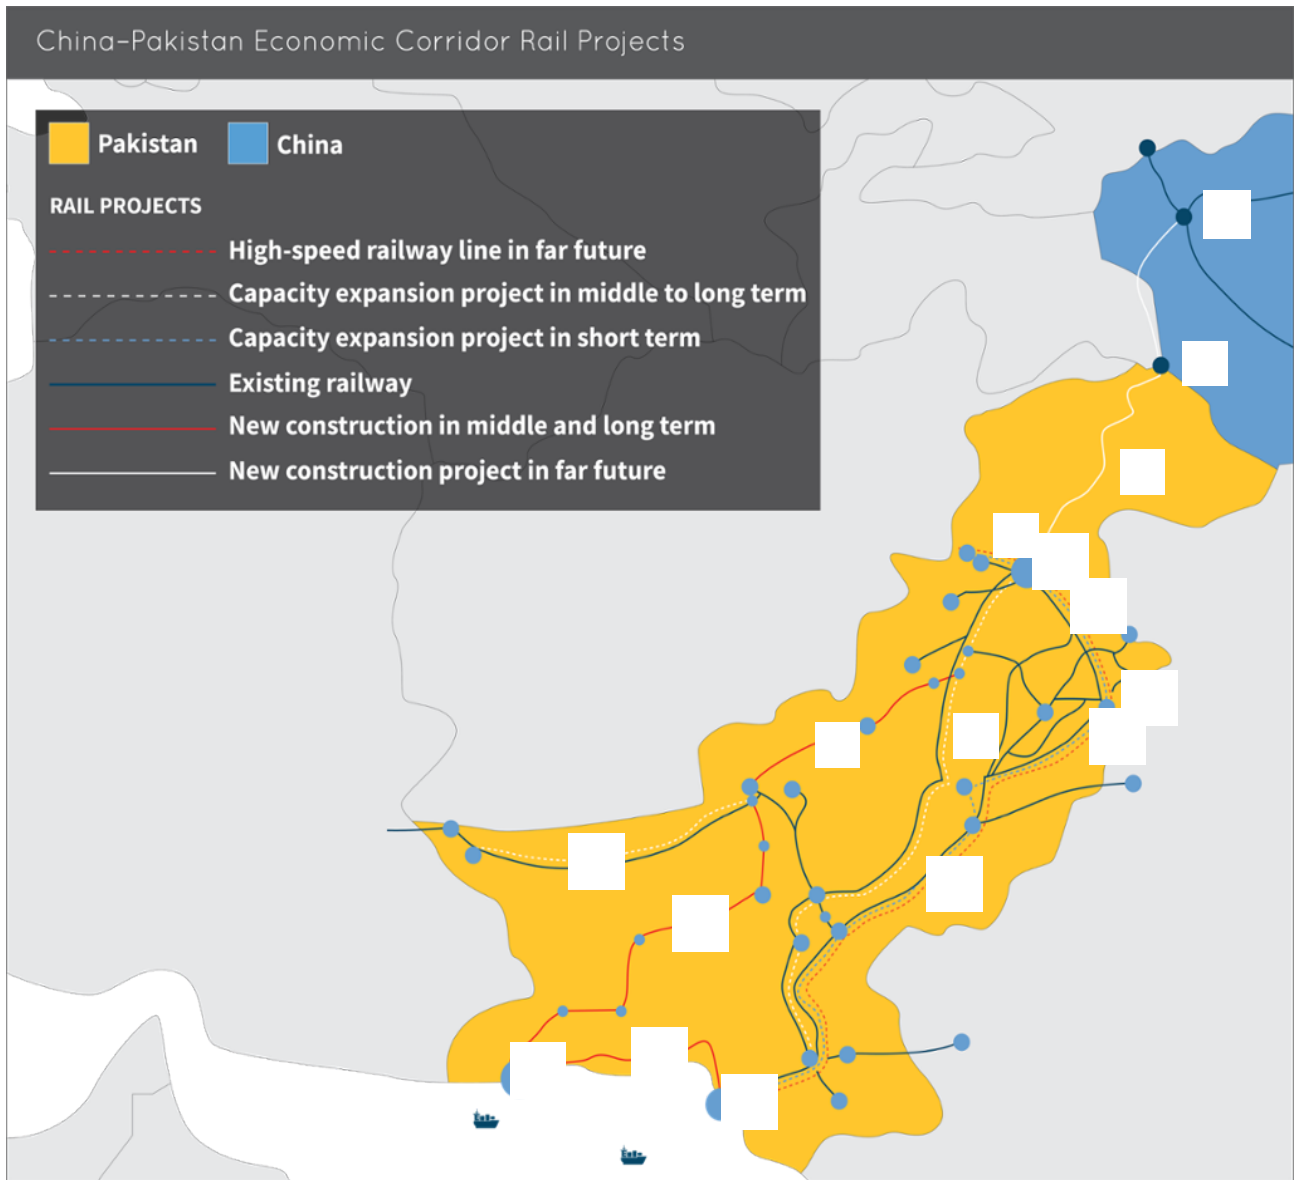 China–Pakistan Economic Corridor Rail Projects
Pakistan China
RAIL PROJECTS
High-speed railway line in far future
Capacity expansion project in middle to long term
Capacity expansion project in short term
Existing railway
New construction in middle and long term
New construction project in far future